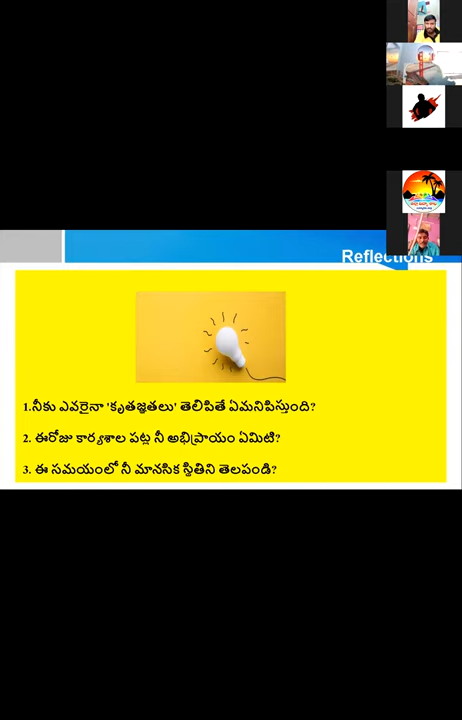 Reflections
1.నీకు ఎవరైనా 'కృతజ్ఞతలు' తెలిపితే ఏమనిపిస్తుంది?
2. ఈరోజు కార్యశాల పట్ల నీ అభిప్రాయం ఏమిటి?
3. ఈ సమయంలో నీ మానసిక స్థితిని తెలపండి?